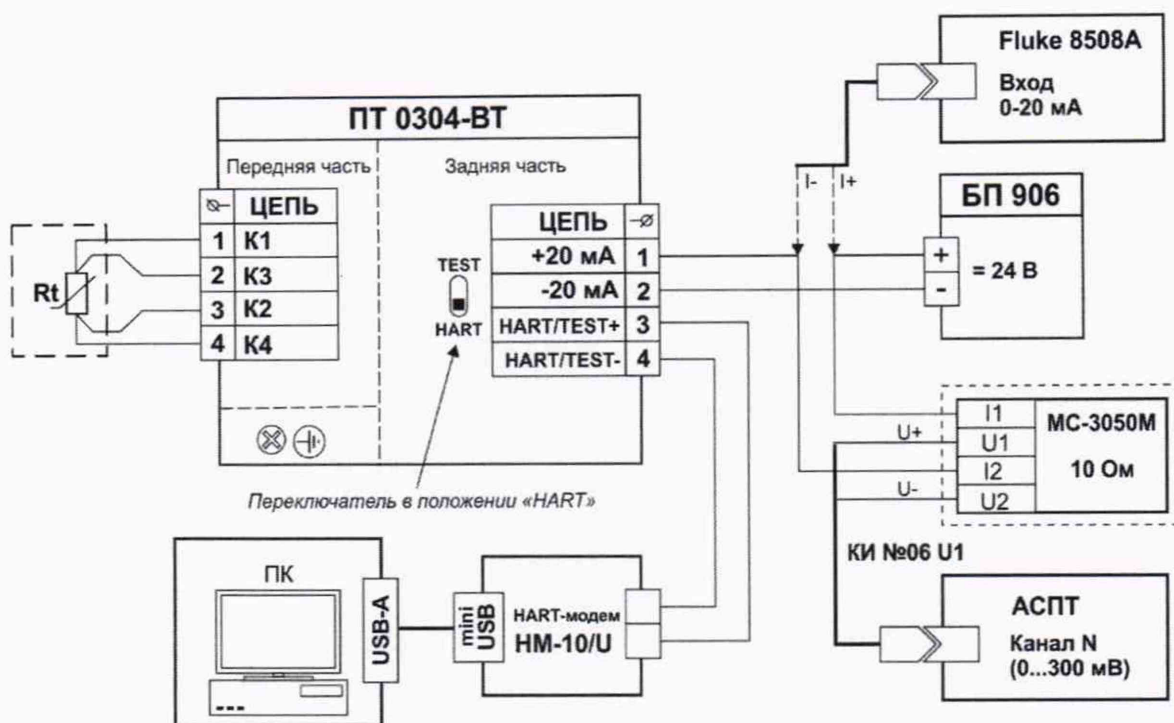 ПТ 0304-ВТ
Передняя часть
Задняя часть
ЦЕПЬ
1 К1
2 К3
3 К2
4 К4
Rt
TEST
HART
ЦЕПЬ
+20 мА 1
-20 мА 2
HART/TEST+ 3
HART/TEST- 4
Переключатель в положении «HART»
Fluke 8508A
Вход
0-20 мА
I- I+
БП 906
+
-
= 24 В
I1
U1
I2
U2
МС-3050М
10 Ом
U+
U-
КИ №06 U1
АСПТ
Канал N
(0...300 мВ)
ПК
USB-A
mini
USB
HART-модем
HM-10/U